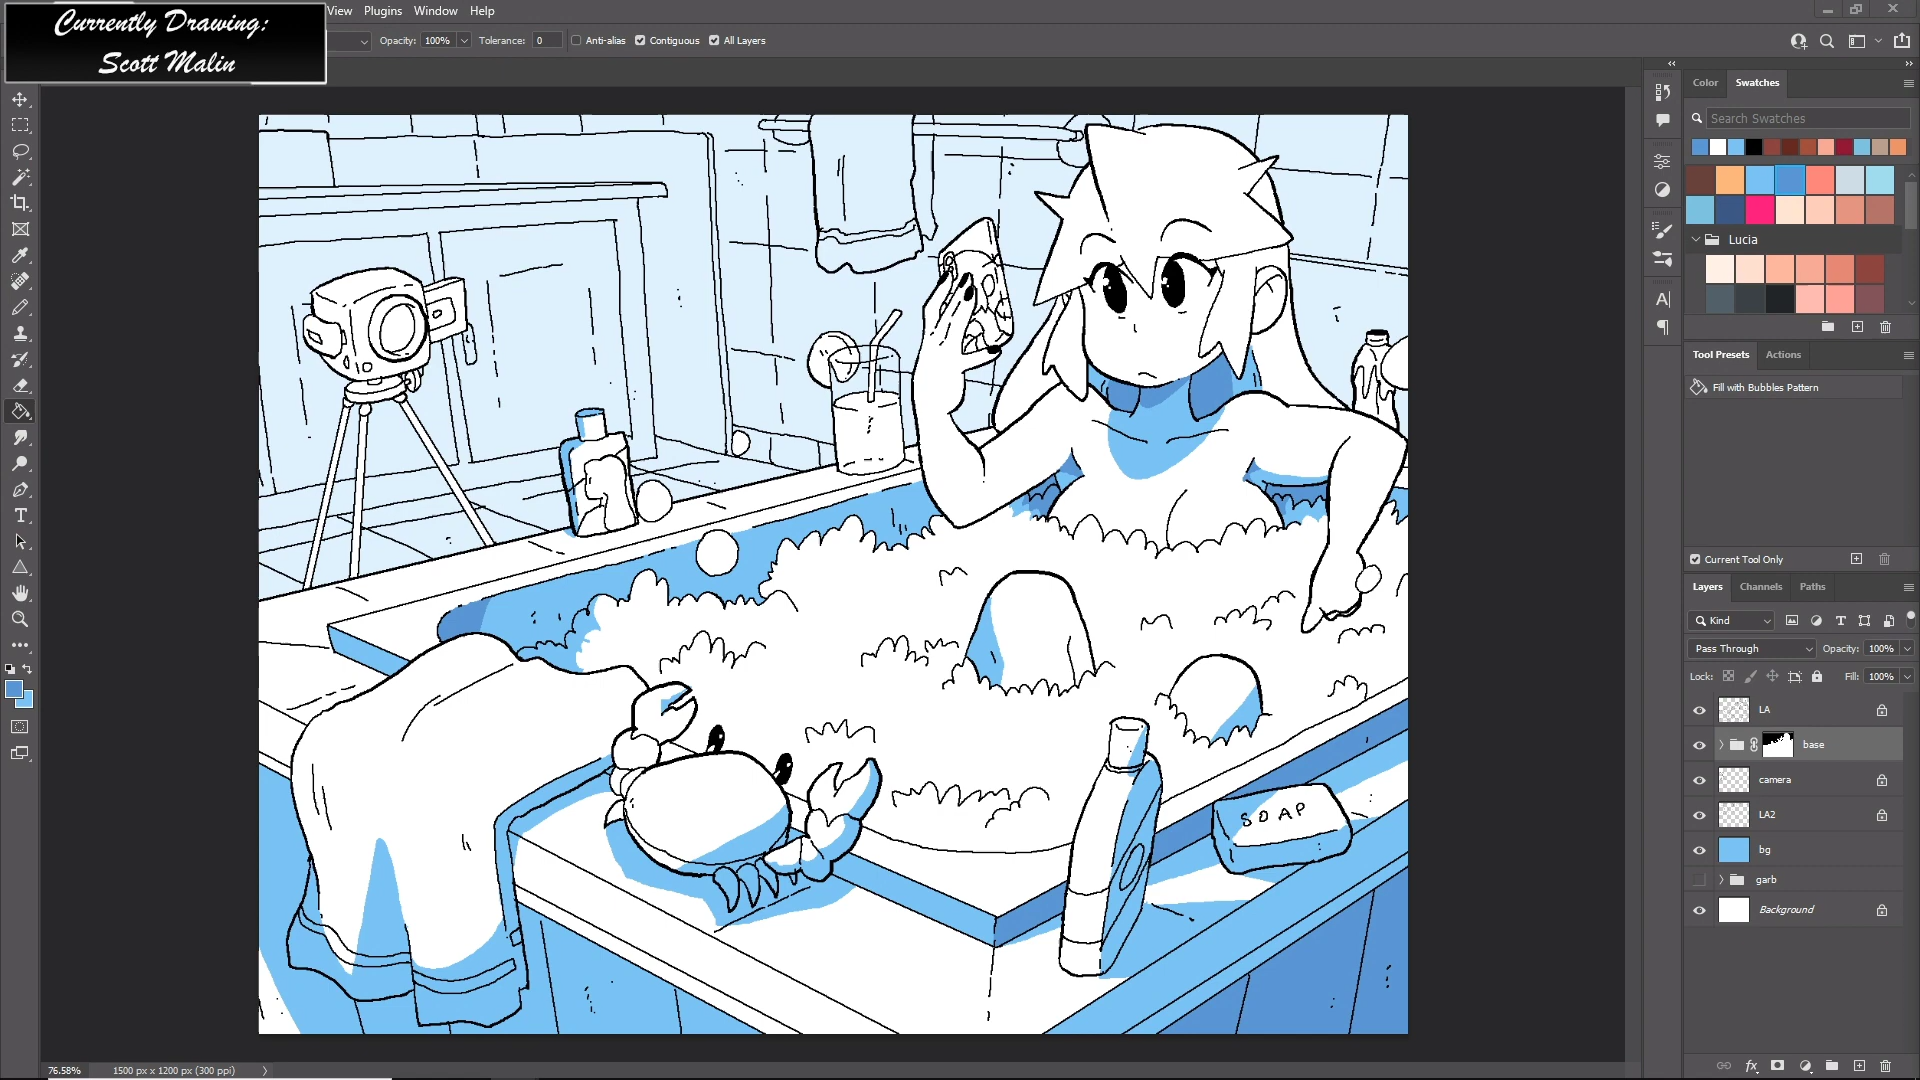 Currently Drawing:
Scott Malin
View Plugins Window Help
Opacity: 100% Tolerance: 0 Anti-alias Contiguous All Layers
Color Swatches
Search Swatches
Lucia
Tool Presets Actions
Fill with Bubbles Pattern
Current Tool Only
Layers Channels Paths
Kind
Pass Through Opacity: 100%
Lock: Fill: 100%
LA
base
camera
LA2
bg
garb
Background
SOAP
76.58% 1500 px x 1200 px (300 ppi)